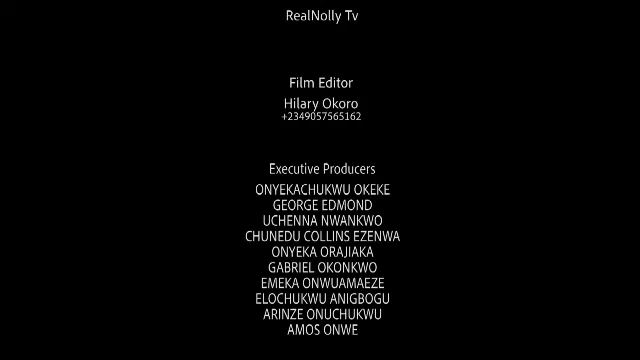 RealNolly Tv
Film Editor
Hilary Okoro
+2349057565162
Executive Producers
ONYEKACHUKWU OKEKE
GEORGE EDMOND
UCHENNA NWANKWO
CHUNEDU COLLINS EZENWA
ONYEKA ORAJIAKA
GABRIEL OKONKWO
EMEKA ONWUAMAEZE
ELOCHUKWU ANIGBOGU
ARINZE ONUCHUKWU
AMOS ONWE